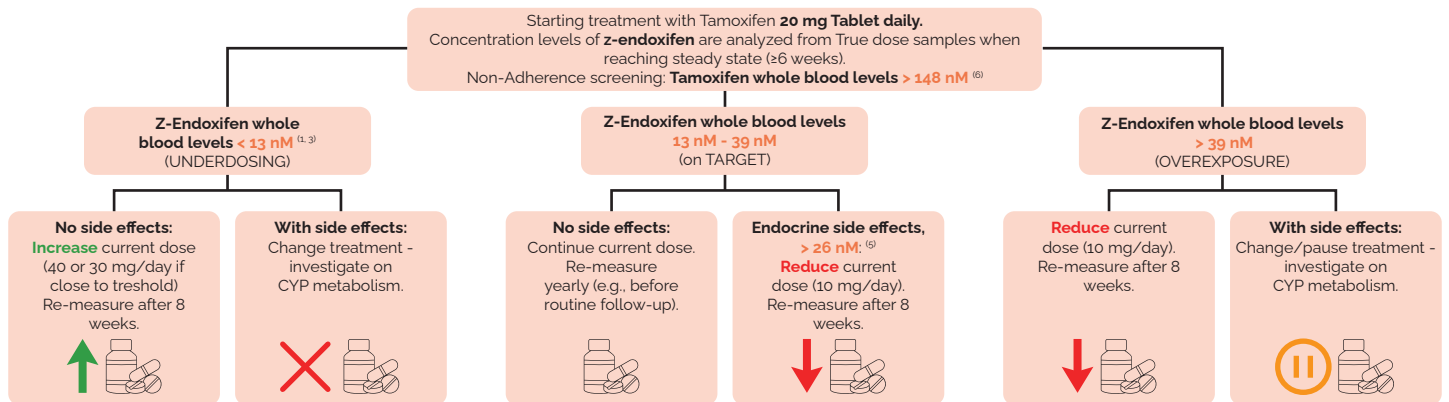 Starting treatment with Tamoxifen 20 mg Tablet daily.
Concentration levels of z-endoxifen are analyzed from True dose samples when
reaching steady state (≥6 weeks).
Non-Adherence screening: Tamoxifen whole blood levels > 148 nM (6)
Z-Endoxifen whole
blood levels < 13 nM (1, 3)
(UNDERDOSING)
Z-Endoxifen whole blood levels
13 nM - 39 nM
(on TARGET)
Z-Endoxifen whole blood levels
> 39 nM
(OVEREXPOSURE)
No side effects:
Increase current dose
(40 or 30 mg/day if
close to treshold)
Re-measure after 8
weeks.
With side effects:
Change treatment -
investigate on
CYP metabolism.
No side effects:
Continue current dose.
Re-measure
yearly (e.g., before
routine follow-up).
Endocrine side effects,
> 26 nM: (5)
Reduce current
dose (10 mg/day).
Re-measure after 8
weeks.
Reduce current
dose (10 mg/day).
Re-measure after 8
weeks.
With side effects:
Change/pause treatment -
investigate on
CYP metabolism.